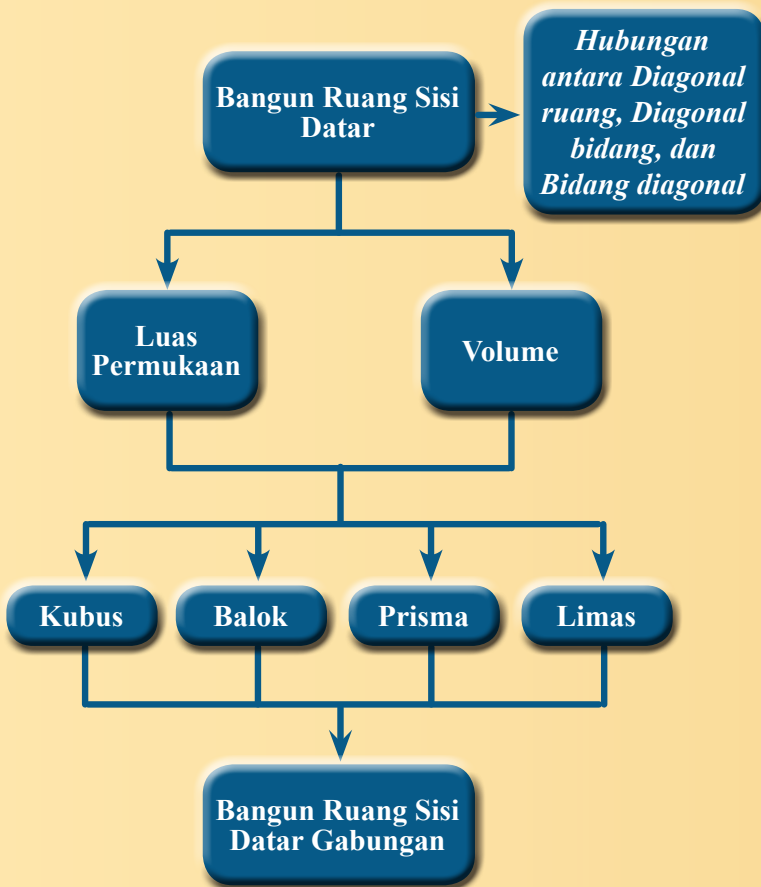 Bangun Ruang Sisi
Datar
Hubungan
antara Diagonal
ruang, Diagonal
bidang, dan
Bidang diagonal
Luas
Permukaan
Volume
Kubus
Balok
Prisma
Limas
Bangun Ruang Sisi
Datar Gabungan